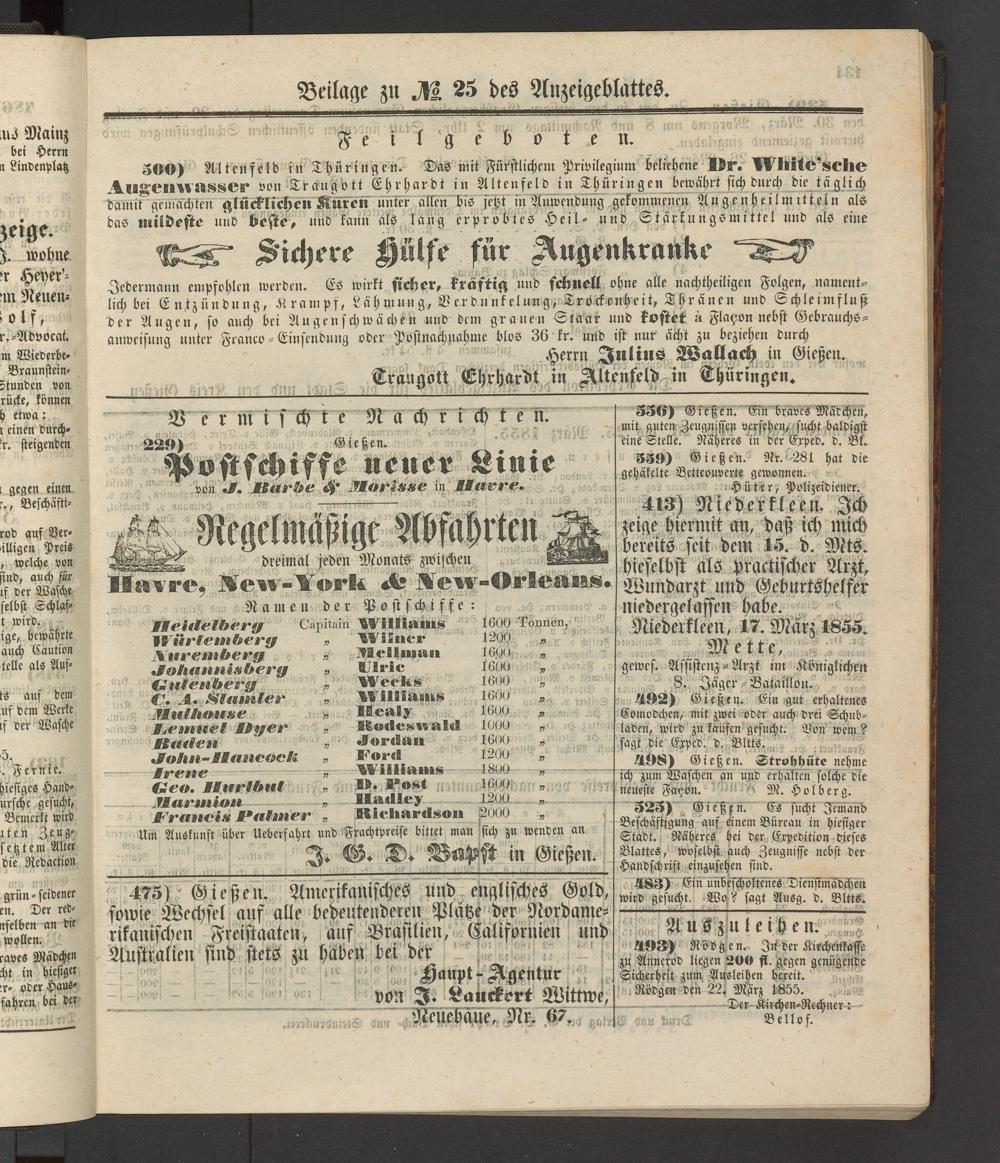 Beilage zu No. 25 des Anzeigeblattes.
Feilgeboten.
500) Altenfeld in Thüringen. Das mit Fürstlichem Privilegium beliehene Dr. White'sche
Augenwasser von Traugott Ehrhardt in Altenfeld in Thüringen bewährt sich durch die täglich
damit gemachten glücklichen Kuren unter allen bis jetzt in Anwendung gekommenen Augenheilmitteln als
das mildeste und beste, und kann als lang erprobtes Heil- und Stärkungsmittel und als eine
Sichere Hülfe für Augenkranke
Jedermann empfohlen werden. Es wirkt sicher, kräftig und schnell ohne alle nachtheiligen Folgen, nament-
lich bei Entzündung, Krampf, Lähmung, Verdunkelung, Trockenheit, Thränen und Schleimfluß
der Augen, so auch bei Augenschwächen und dem grauen Staar und kostet à Flaçon nebst Gebrauchs-
anweisung unter Franco-Einsendung oder Postnachnahme blos 36 kr. und ist nur ächt zu beziehen durch
Herrn Julius Wallach in Gießen.
Traugott Ehrhardt in Altenfeld in Thüringen.
Vermischte Nachrichten.
229) Gießen.
Postschiffe neuer Linie
von J. Barbe & Morisse in Havre.
Regelmäßige Abfahrten
dreimal jeden Monats zwischen
Havre, New-York & New-Orleans.
Namen der Postschiffe:
Heidelberg Capitain Williams 1600 Tonnen,
Würtemberg „ Wilner 1200 „
Nuremberg „ Mellman 1600 „
Johannisberg „ Ulric 1600 „
Gutenberg „ Weeks 1600 „
C. A. Stamler „ Williams 1600 „
Mulhouse „ Healy 1600 „
Lemuel Dyer „ Rodeswald 1000 „
Baden „ Jordan 1600 „
John-Hancock „ Ford 1200 „
Irene „ Williams 1800 „
Geo. Hurlbut „ D. Post 1600 „
Marmion „ Hadley 1200 „
Francis Palmer „ Richardson 2000 „
Um Auskunft über Ueberfahrt und Frachtpreise bittet man sich zu wenden an
J. G. D. Bapst in Gießen.
475) Gießen. Amerikanisches und englisches Gold,
sowie Wechsel auf alle bedeutenderen Plätze der Nordame-
rikanischen Freistaaten, auf Brasilien, Californien und
Australien sind stets zu haben bei der
Haupt-Agentur
von J. Lauckert Wittwe,
Neuebäue, Nr. 67.
556) Gießen. Ein braves Mädchen,
mit guten Zeugnissen versehen, sucht baldigst
eine Stelle. Näheres in der Exped. d. Bl.
559) Gießen. Nr. 281 hat die
gehäkelte Bettcouverte gewonnen.
Hüter, Polizeidiener.
413) Niederkleen. Ich
zeige hiermit an, daß ich mich
bereits seit dem 15. d. Mts.
hieselbst als practischer Arzt,
Wundarzt und Geburtshelfer
niedergelassen habe.
Niederkleen, 17. März 1855.
Mette,
gewes. Assistenz-Arzt im Königlichen
8. Jäger-Bataillon.
492) Gießen. Ein gut erhaltenes
Comodchen, mit zwei oder auch drei Schub-
laden, wird zu kaufen gesucht. Von wem?
sagt die Exped. d. Bltts.
498) Gießen. Strohhüte nehme
ich zum Waschen an und erhalten solche die
neueste Façon. M. Holberg.
525) Gießen. Es sucht Jemand
Beschäftigung auf einem Büreau in hiesiger
Stadt. Näheres bei der Expedition dieses
Blattes, woselbst auch Zeugnisse nebst der
Handschrift einzusehen sind.
483) Ein unbescholtenes Dienstmädchen
wird gesucht. Wo? sagt Ausg. d. Bltts.
Auszuleihen.
493) Rödgen. In der Kirchenkasse
zu Annerod liegen 200 fl. gegen genügende
Sicherheit zum Ausleihen bereit.
Rödgen den 22. März 1855.
Der Kirchen-Rechner:
Bellof.